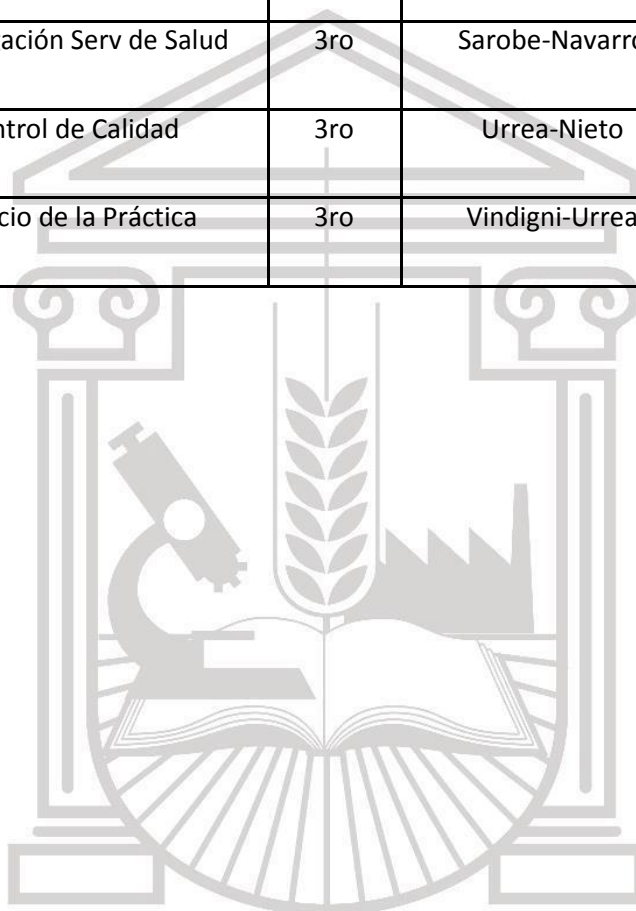 ación Serv de Salud 3ro Sarobe-Navarro
ntrol de Calidad 3ro Urrea-Nieto
cio de la Práctica 3ro Vindigni-Urrea